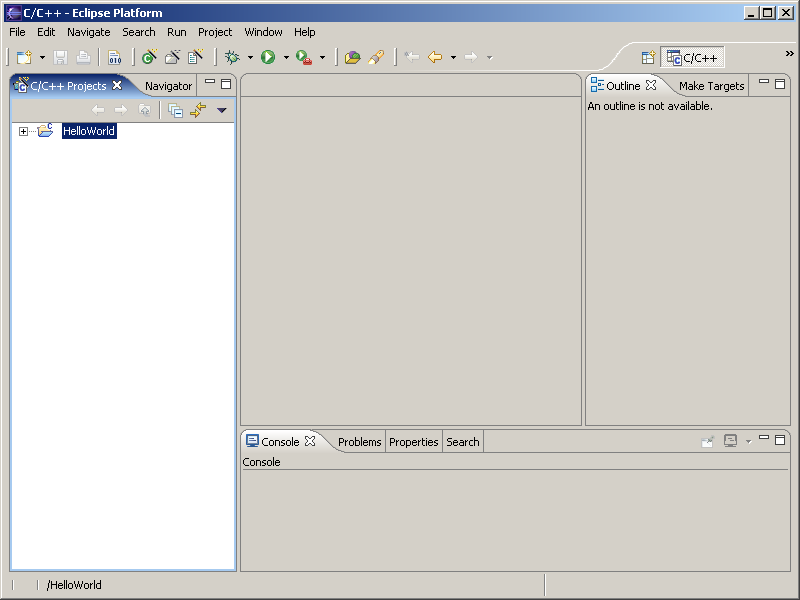 C/C++ - Eclipse Platform
File Edit Navigate Search Run Project Window Help
010
C/C++
»
C/C++ Projects Navigator
Outline Make Targets
An outline is not available.
HelloWorld
Console Problems Properties Search
Console
/HelloWorld